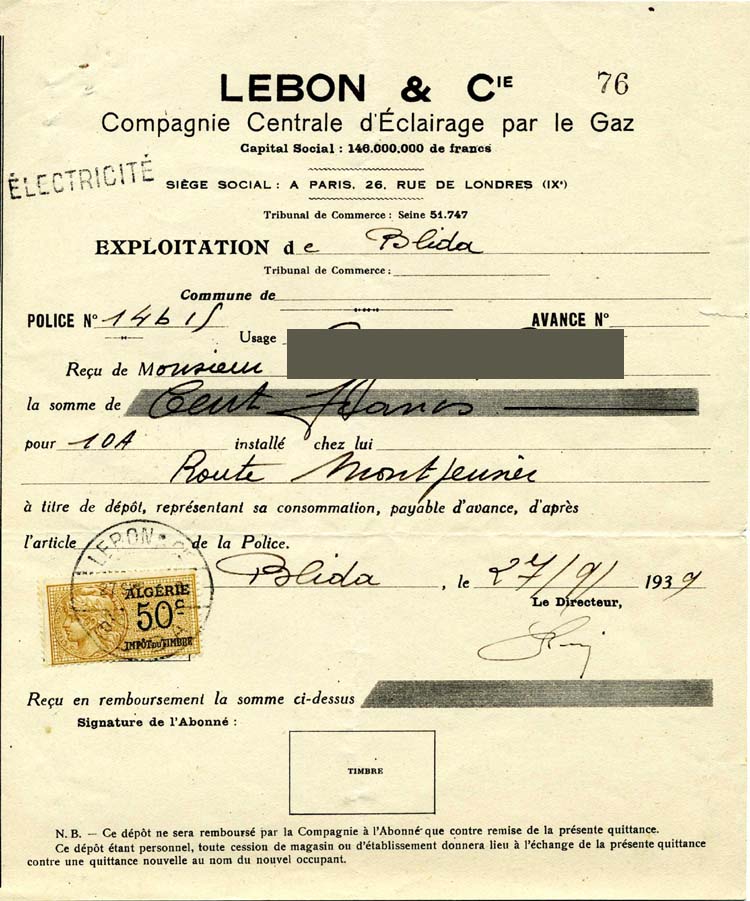 LEBON & CIE 76
Compagnie Centrale d'Éclairage par le Gaz
Capital Social : 146.000.000 de francs
ÉLECTRICITÉ
SIÈGE SOCIAL : A PARIS, 26, RUE DE LONDRES (IXe)
Tribunal de Commerce : Seine 51.747
EXPLOITATION de Blida
Tribunal de Commerce :
Commune de
POLICE No 14b15 AVANCE No
Usage
Reçu de Monsieur
la somme de Cent Francs
pour 10A installé chez lui
Route
à titre de dépôt, représentant sa consommation, payable d'avance, d'après
l'article de la Police.
LEBON & CIE
Blida, le 27/9/1939
Le Directeur,
ALGÉRIE
50c
IMPÔT DU TIMBRE
Reçu en remboursement la somme ci-dessus
Signature de l'Abonné :
TIMBRE
N. B. — Ce dépôt ne sera remboursé par la Compagnie à l'Abonné que contre remise de la présente quittance.
Ce dépôt étant personnel, toute cession de magasin ou d'établissement donnera lieu à l'échange de la présente quittance
contre une quittance nouvelle au nom du nouvel occupant.